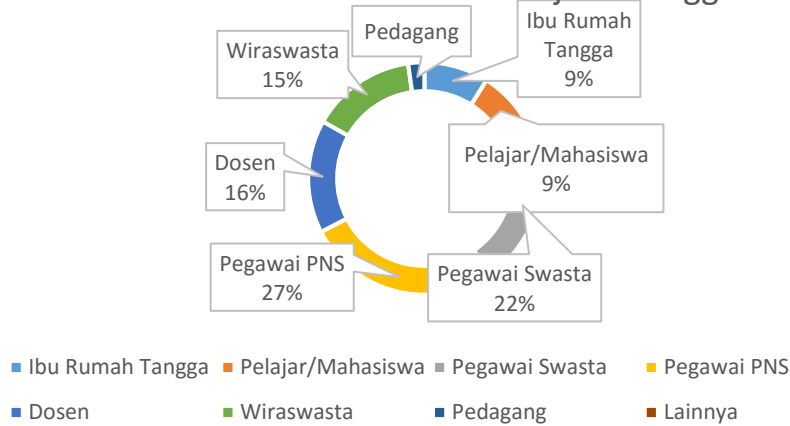 Pedagang
Ibu Rumah
Tangga
9%
Wiraswasta
15%
Pelajar/Mahasiswa
9%
Dosen
16%
Pegawai PNS
27%
Pegawai Swasta
22%
Ibu Rumah Tangga
Pelajar/Mahasiswa
Pegawai Swasta
Pegawai PNS
Dosen
Wiraswasta
Pedagang
Lainnya